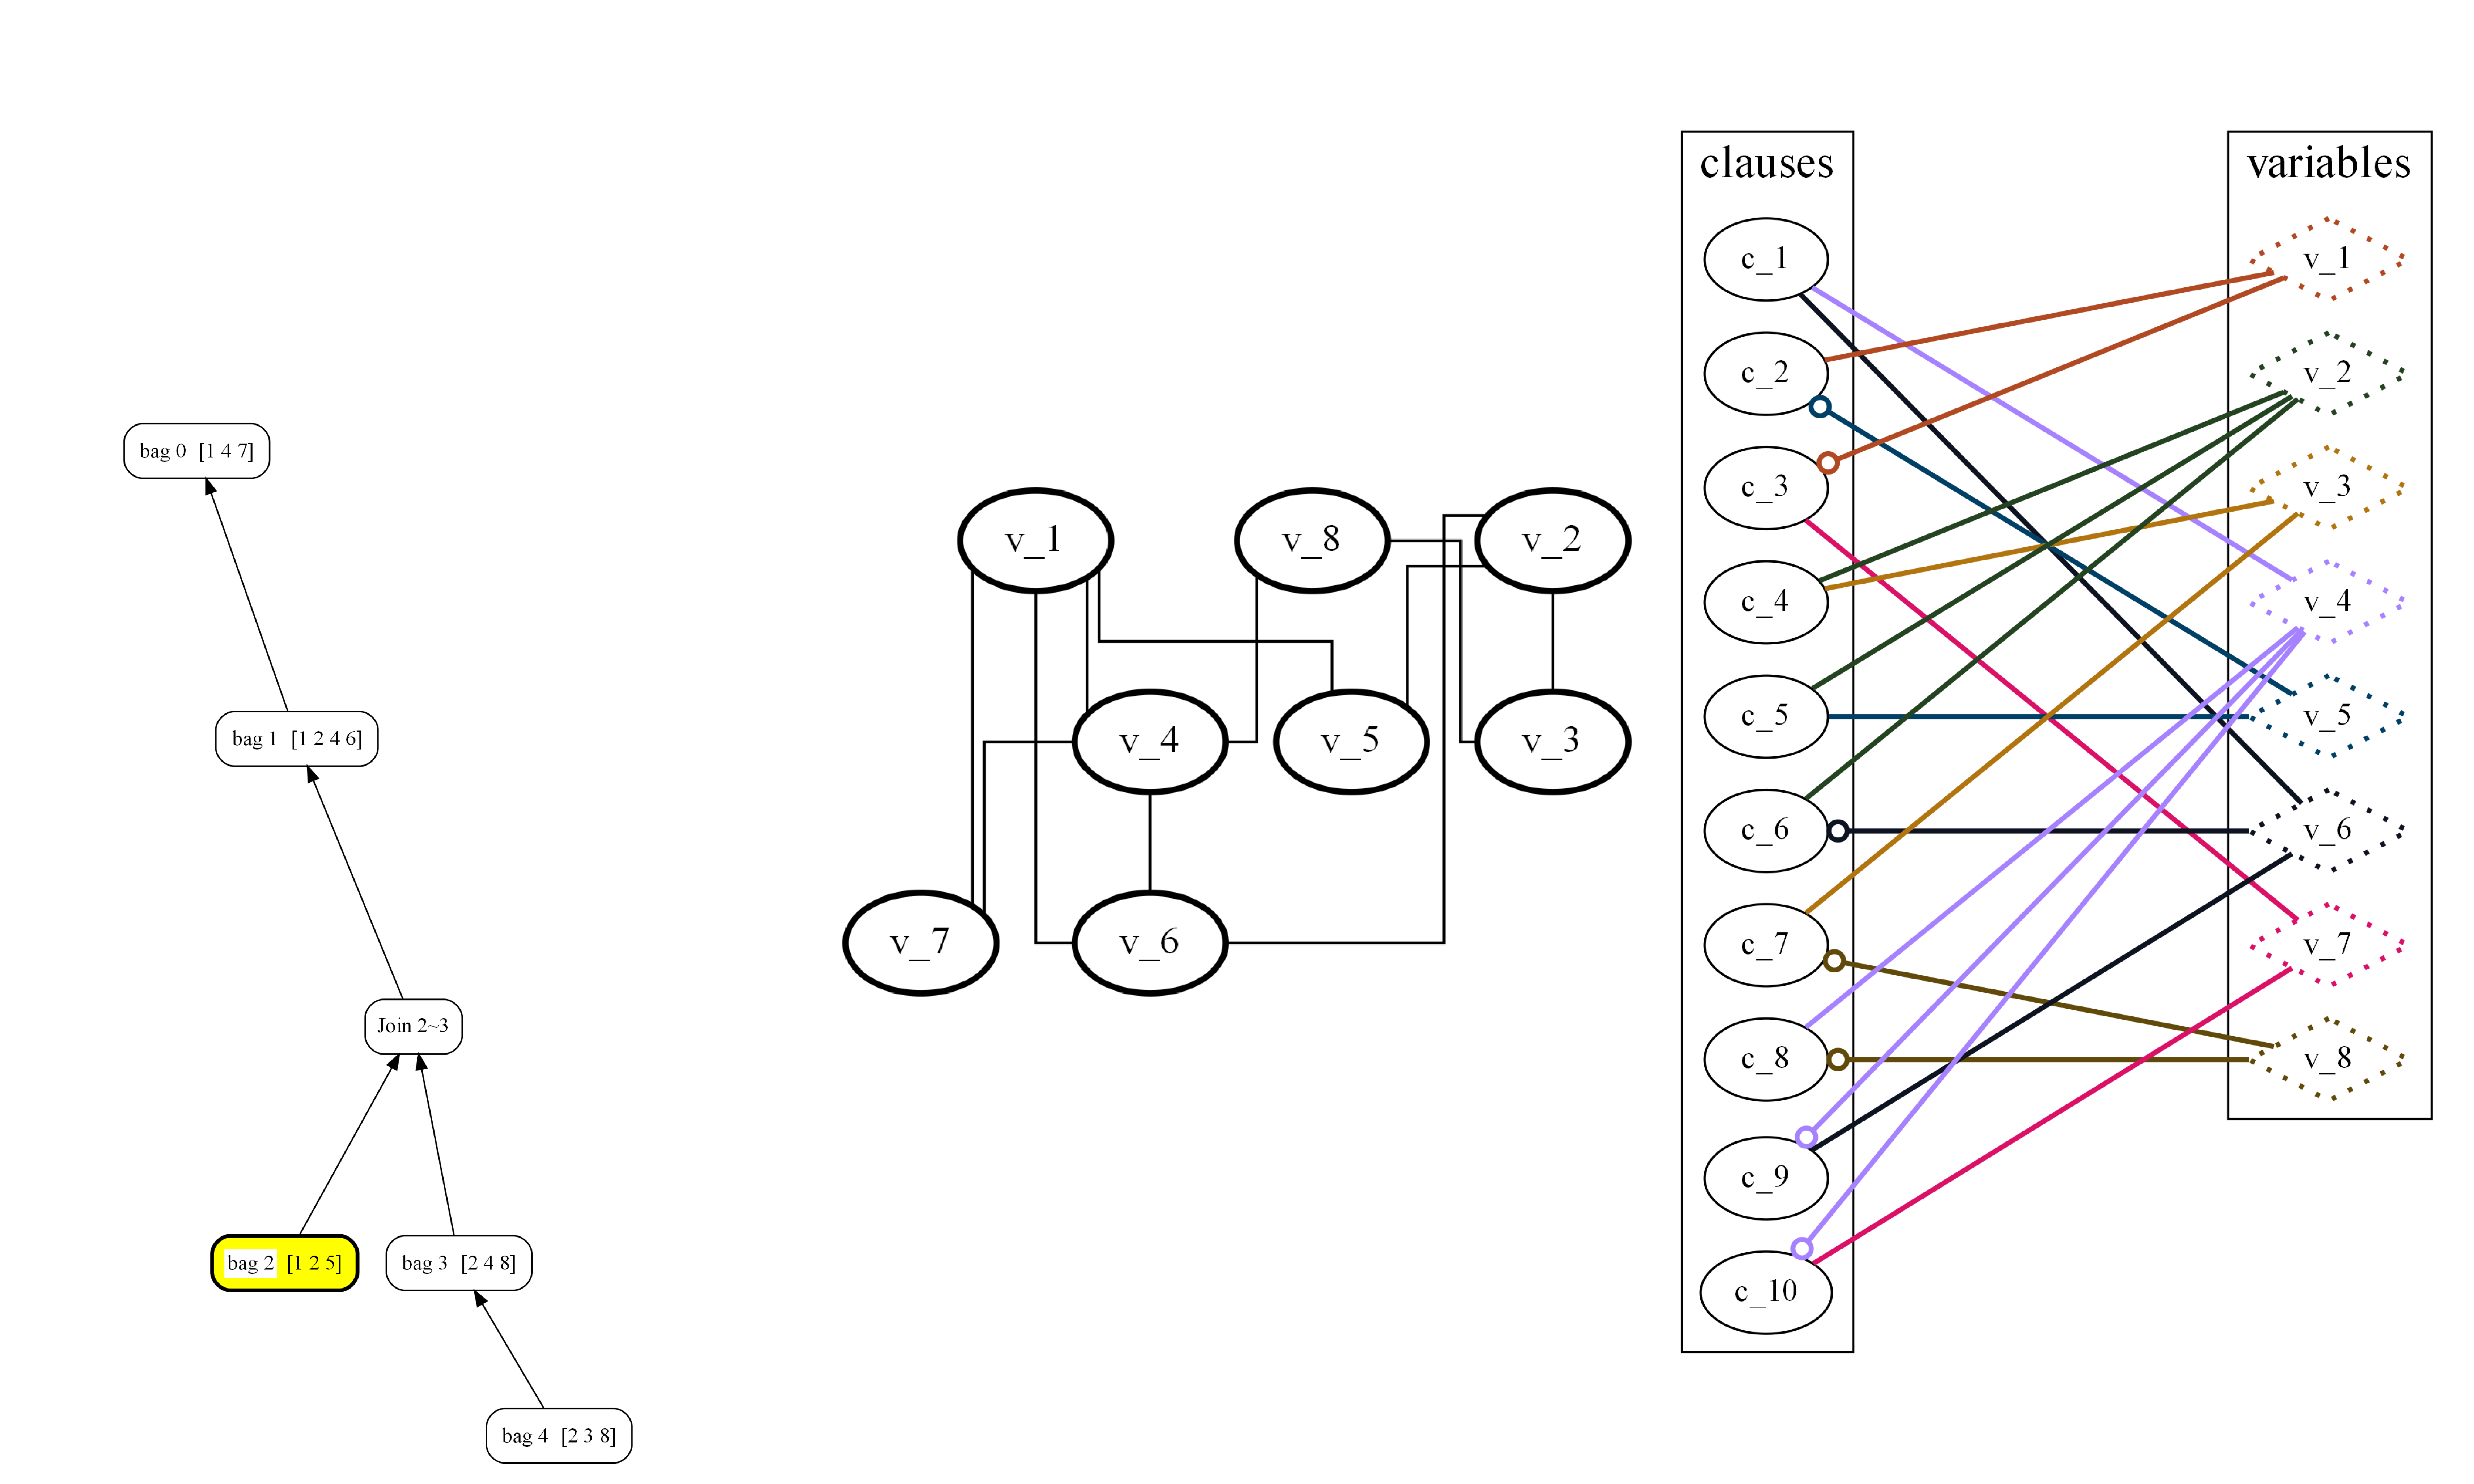 bag 0 [1 4 7]
bag 1 [1 2 4 6]
Join 2~3
bag 2 [1 2 5]
bag 3 [2 4 8]
bag 4 [2 3 8]
v_1
v_8
v_2
v_4
v_5
v_3
v_7
v_6
clauses
c_1
c_2
c_3
c_4
c_5
c_6
c_7
c_8
c_9
c_10
variables
v_1
v_2
v_3
v_4
v_5
v_6
v_7
v_8